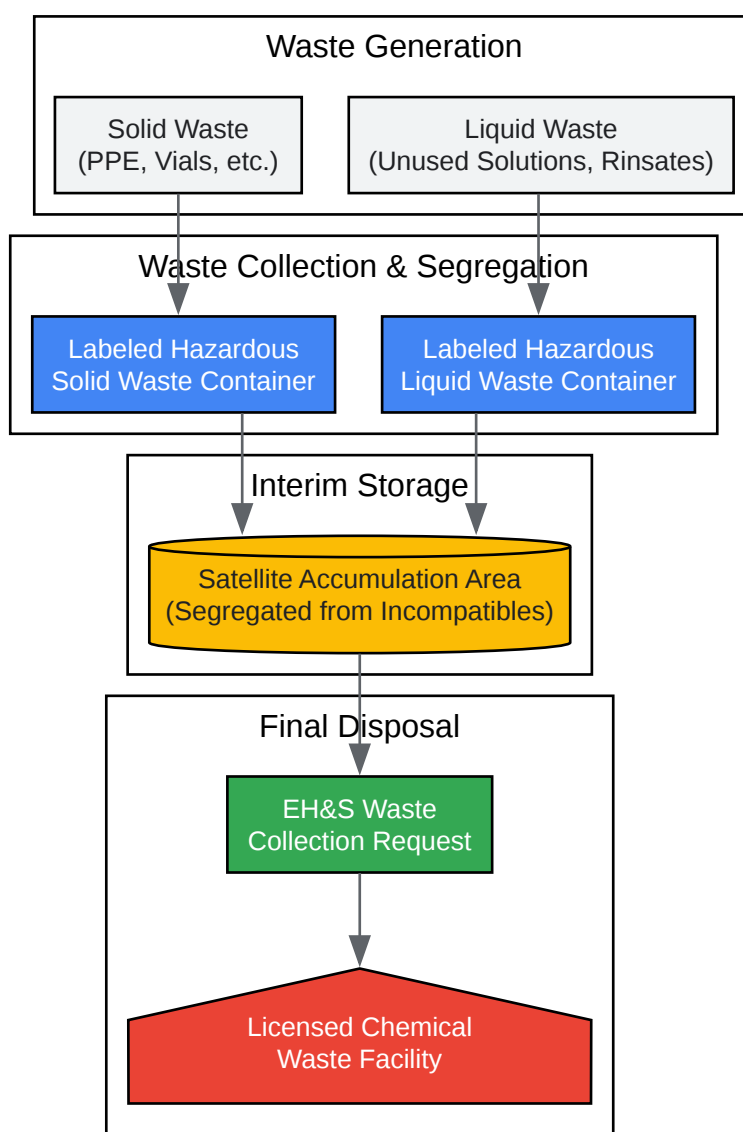 Waste Generation
Solid Waste
(PPE, Vials, etc.)
Liquid Waste
(Unused Solutions, Rinsates)
Waste Collection & Segregation
Labeled Hazardous
Solid Waste Container
Labeled Hazardous
Liquid Waste Container
Interim Storage
Satellite Accumulation Area
(Segregated from Incompatibles)
Final Disposal
EH&S Waste
Collection Request
Licensed Chemical
Waste Facility